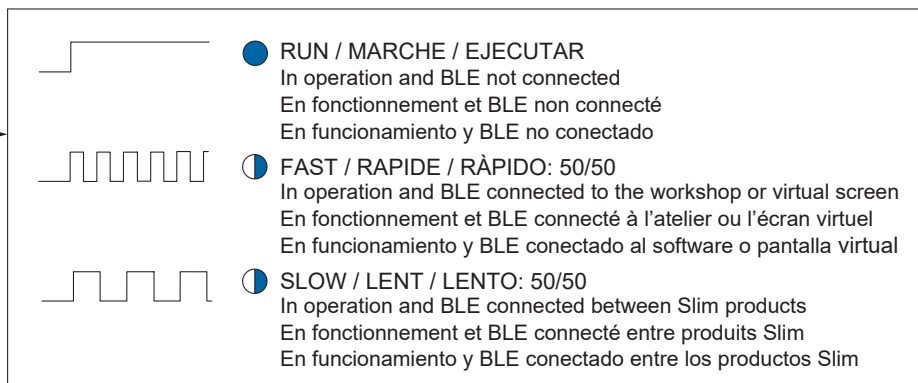 RUN / MARCHE / EJECUTAR
In operation and BLE not connected
En fonctionnement et BLE non connecté
En funcionamiento y BLE no conectado
FAST / RAPIDE / RÀPIDO: 50/50
In operation and BLE connected to the workshop or virtual screen
En fonctionnement et BLE connecté à l’atelier ou l’écran virtuel
En funcionamiento y BLE conectado al software o pantalla virtual
SLOW / LENT / LENTO: 50/50
In operation and BLE connected between Slim products
En fonctionnement et BLE connecté entre produits Slim
En funcionamiento y BLE conectado entre los productos Slim